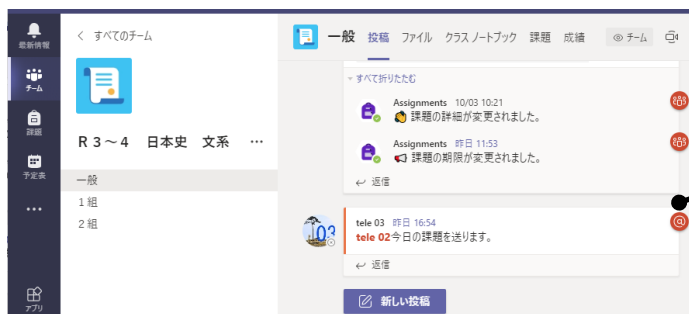 最新情報
チーム
課題
予定表
アプリ
すべてのチーム
R３～４　日本史　文系 …
一般
１組
２組
一般 投稿 ファイル クラス ノートブック 課題 成績 チーム
すべて折りたたむ
Assignments 10/03 10:21
課題の詳細が変更されました。
Assignments 昨日 11:53
課題の期限が変更されました。
返信
03
tele 03 昨日 16:54
tele 02今日の課題を送ります。
@
返信
新しい投稿